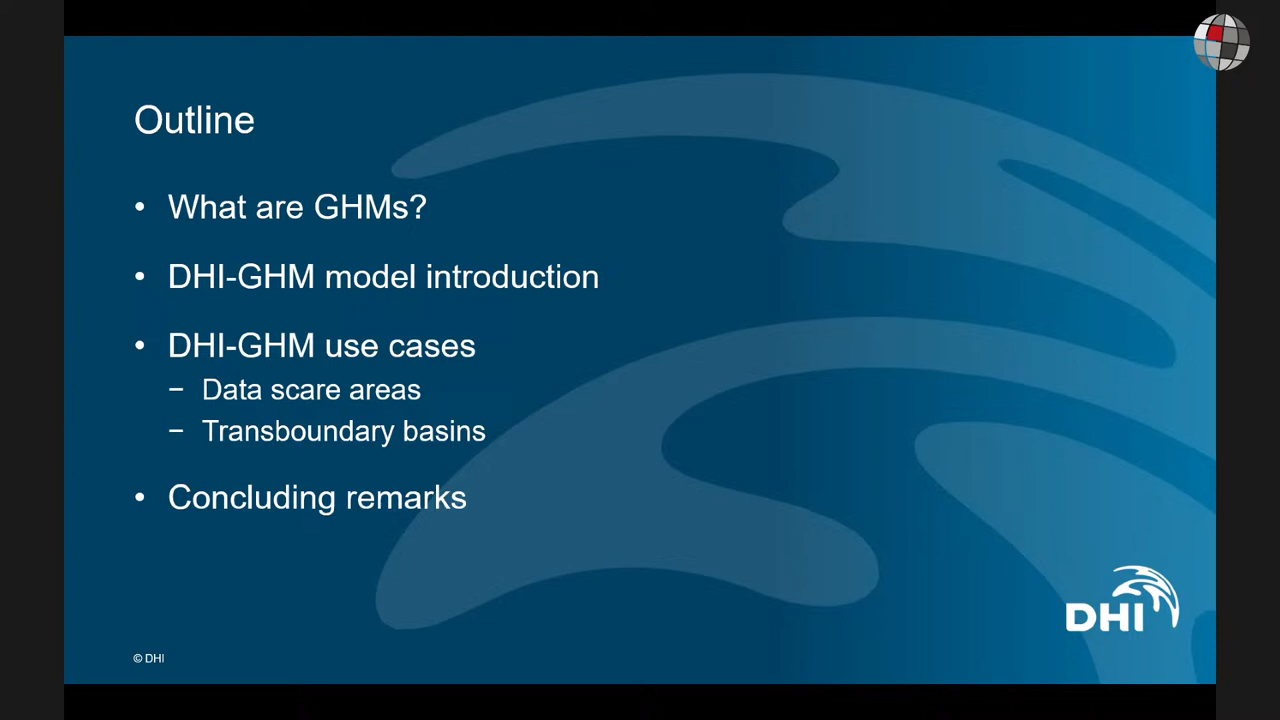 Outline
• What are GHMs?
• DHI-GHM model introduction
• DHI-GHM use cases
– Data scare areas
– Transboundary basins
• Concluding remarks
DHI
© DHI